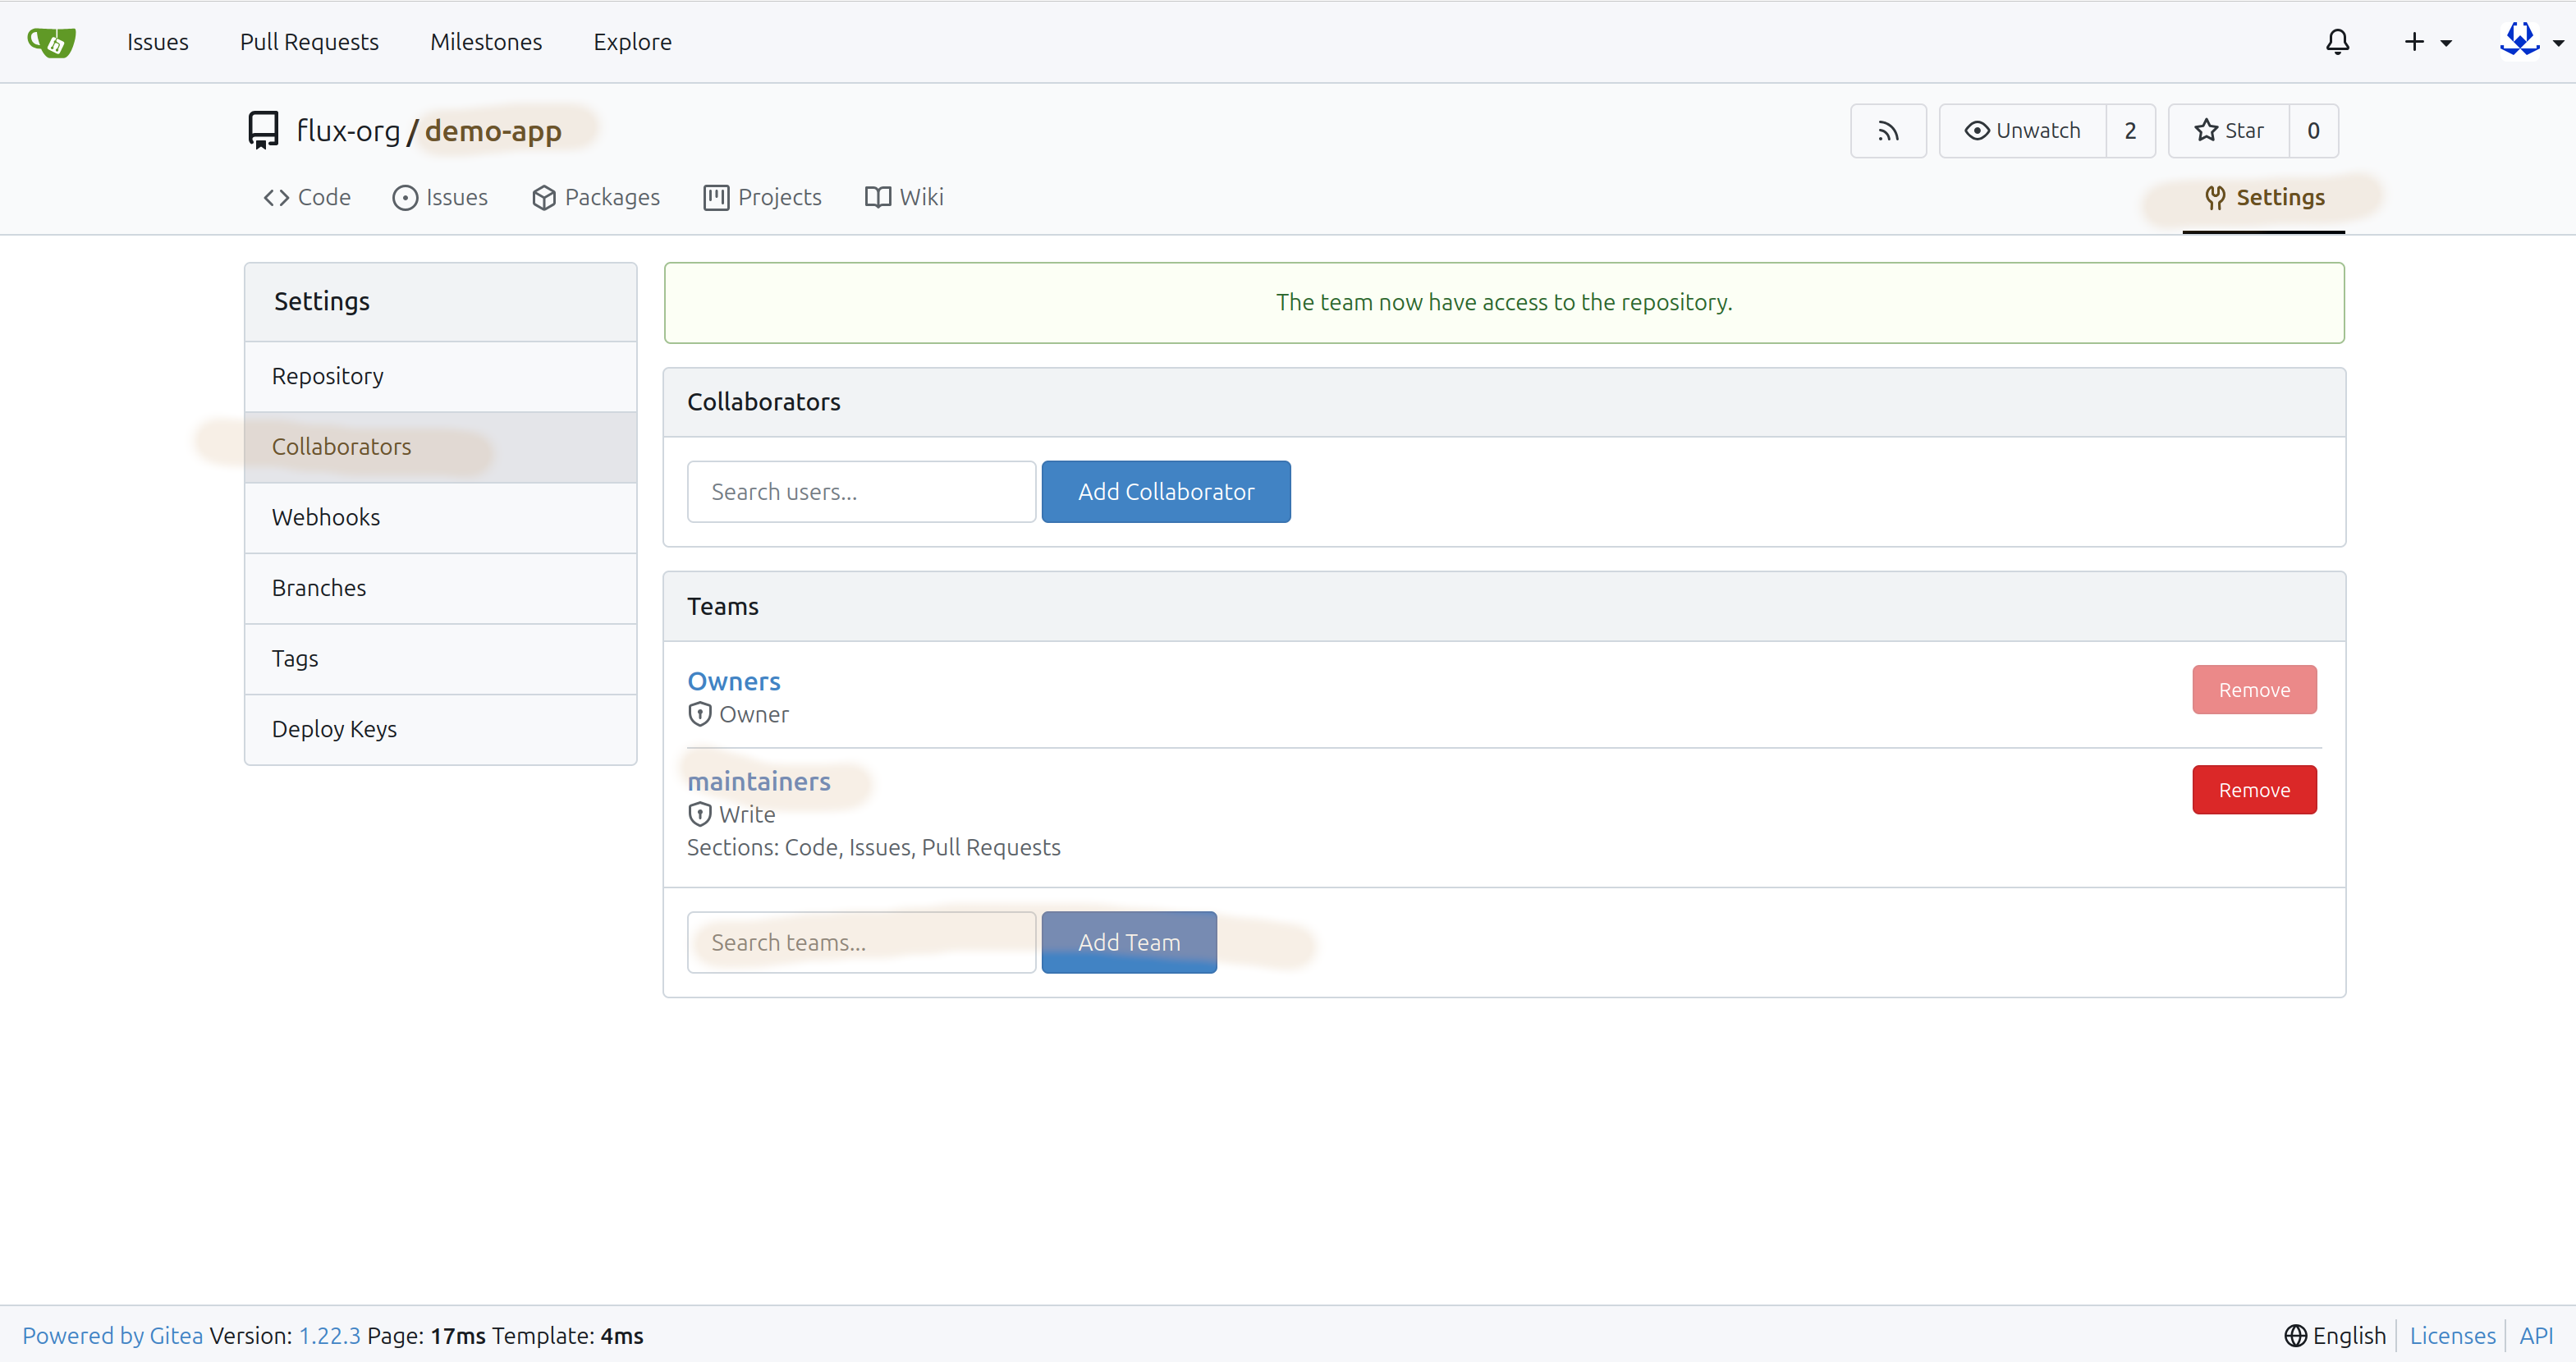 Issues Pull Requests Milestones Explore
flux-org/demo-app Unwatch 2 Star 0
Code Issues Packages Projects Wiki Settings
Settings
Repository
Collaborators
Webhooks
Branches
Tags
Deploy Keys
The team now have access to the repository.
Collaborators
Search users... Add Collaborator
Teams
Owners
Owner
Remove
maintainers
Write
Sections: Code, Issues, Pull Requests
Remove
Search teams... Add Team
Powered by Gitea Version: 1.22.3 Page: 17ms Template: 4ms English Licenses API